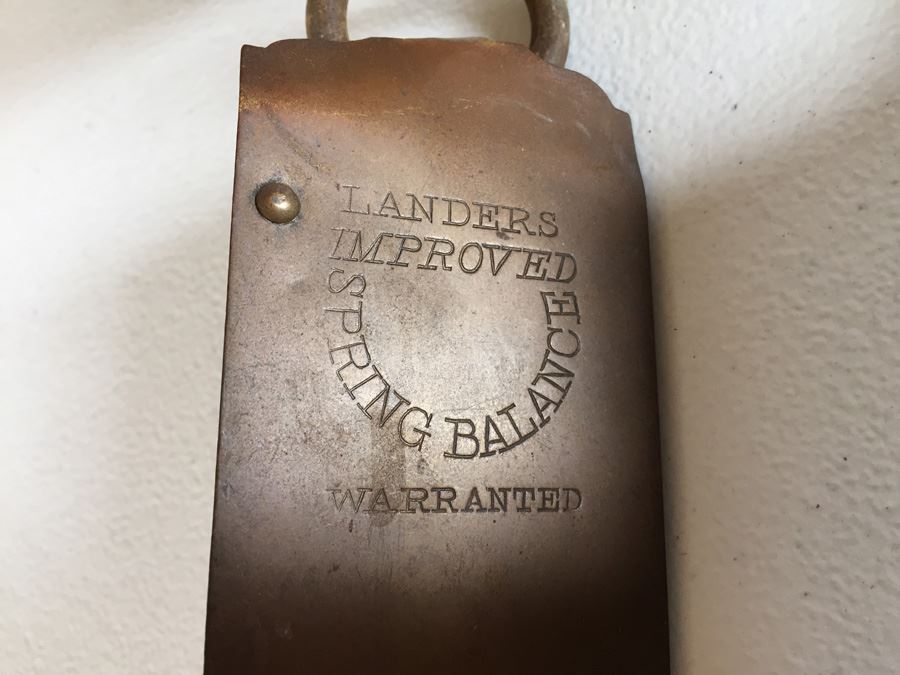 LANDERS
IMPROVED
SPRING BALANCE
WARRANTED